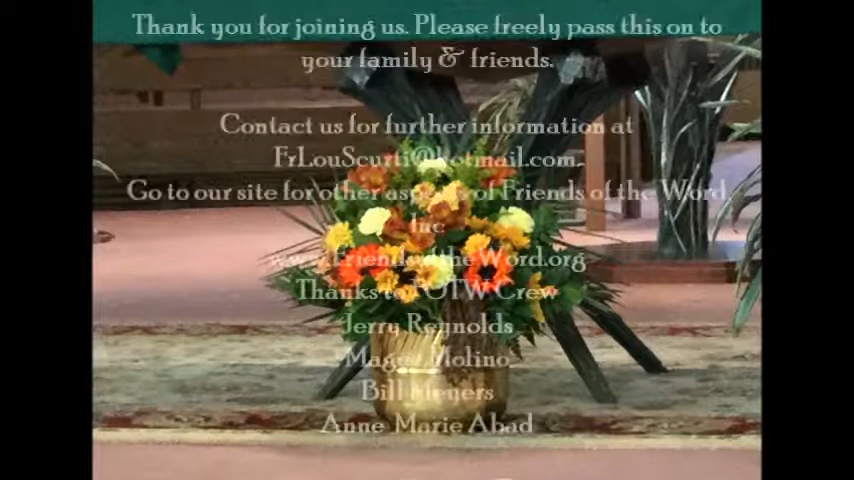 Thank you for joining us. Please freely pass this on to
your family & friends.
Contact us for further information at
FrLouScurti@hotmail.com.
Go to our site for other aspects of Friends of the Word
Inc
www.FriendsoftheWord.org
Thanks to FOTW Crew
Jerry Reynolds
Molino
Bill Meyers
Anne Marie Abad